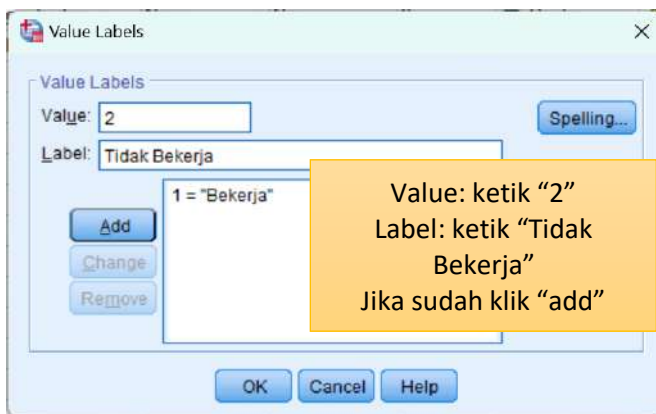 Value Labels
Value Labels
Value: 2
Spelling...
Label: Tidak Bekerja
1 = "Bekerja"
Add
Change
Remove
Value: ketik “2”
Label: ketik “Tidak
Bekerja”
Jika sudah klik “add”
OK Cancel Help